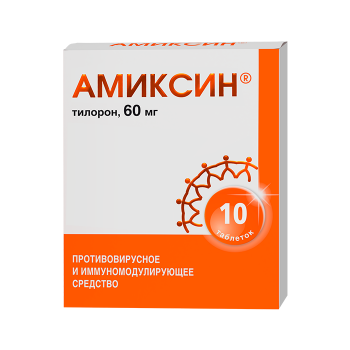 АМИКСИН®
тилорон, 60 мг
10
таблеток
ПРОТИВОВИРУСНОЕ
И ИММУНОМОДУЛИРУЮЩЕЕ
СРЕДСТВО